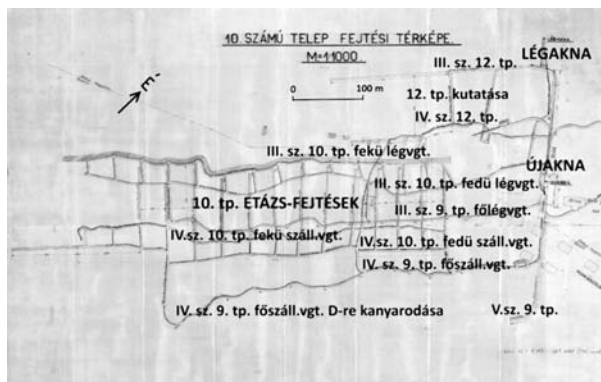 10. SZÁMÚ TELEP FEJTÉSI TÉRKÉPE.
M=1:1000.
0 100 m
É.
LÉGAKNA
III. sz. 12. tp.
12. tp. kutatása
IV. sz. 12. tp.
III. sz. 10. tp. fekü légvgt.
ÚJAKNA
III. sz. 10. tp. fedü légvgt.
10. tp. ETÁZS-FEJTÉSEK
III. sz. 9. tp. főlégvgt.
IV.sz. 10. tp. fekü száll.vgt.
IV.sz. 10. tp. fedü száll.vgt.
IV. sz. 9. tp. főszáll.vgt.
IV. sz. 9. tp. főszáll.vgt. D-re kanyarodása
V.sz. 9. tp.